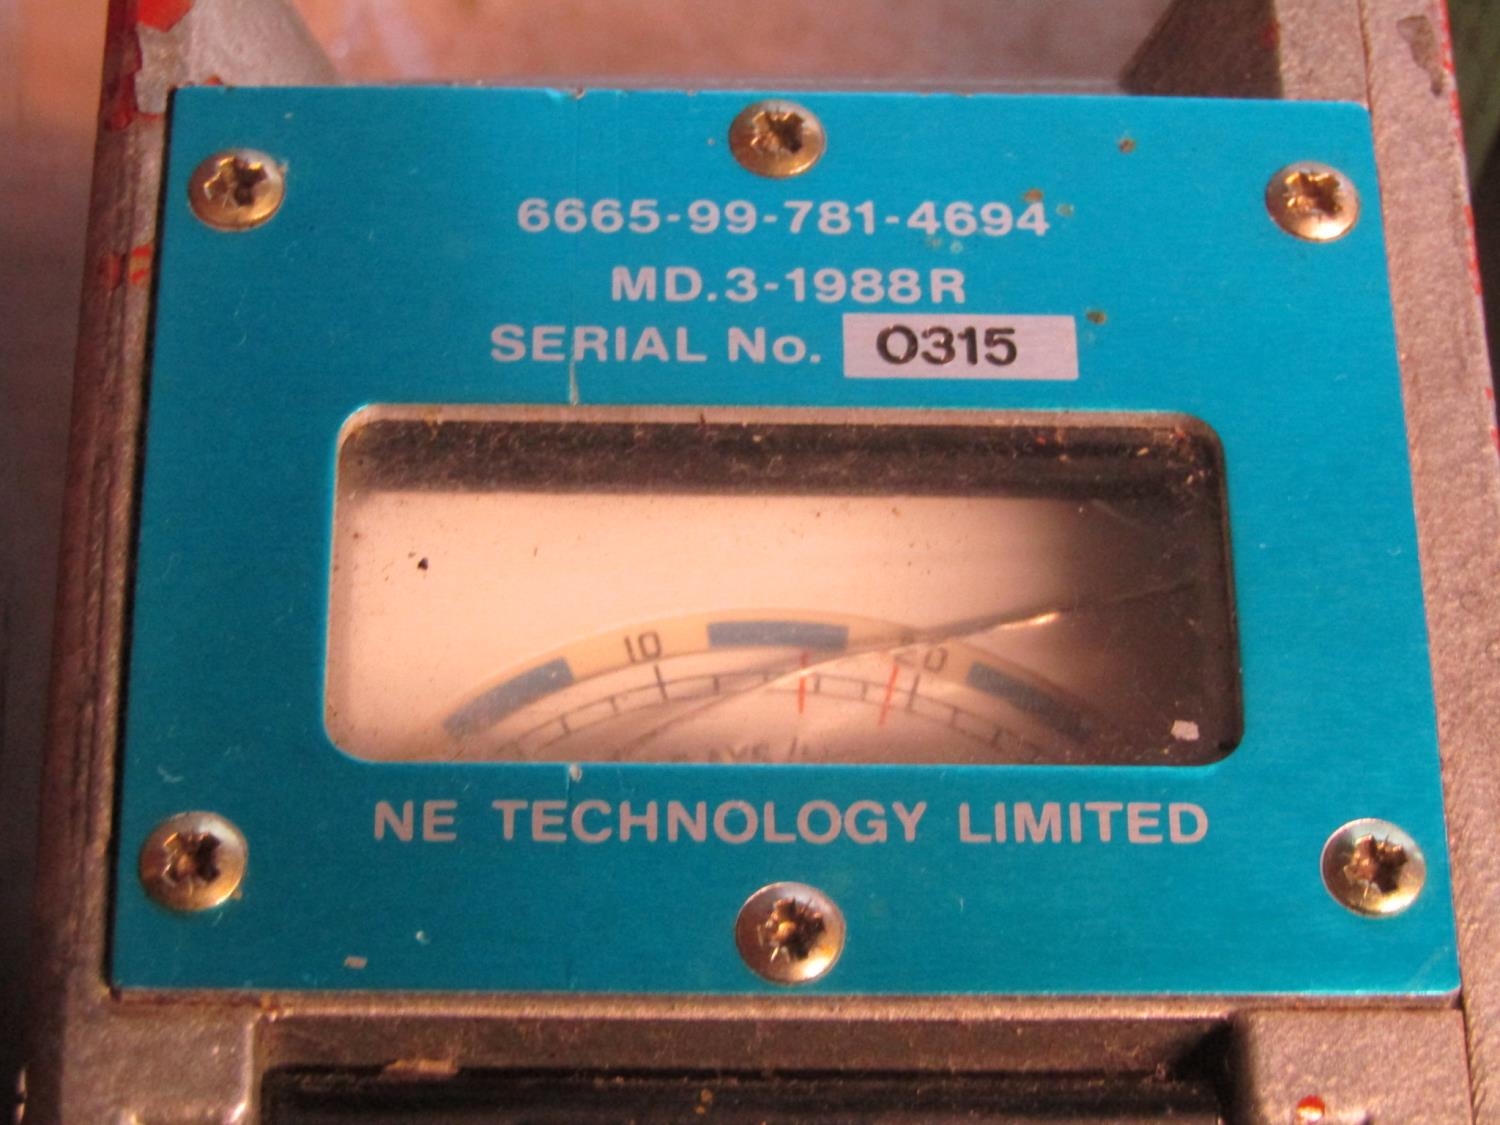 6665-99-781-4694
MD.3-1988R
SERIAL No. 0315
10 20
NE TECHNOLOGY LIMITED